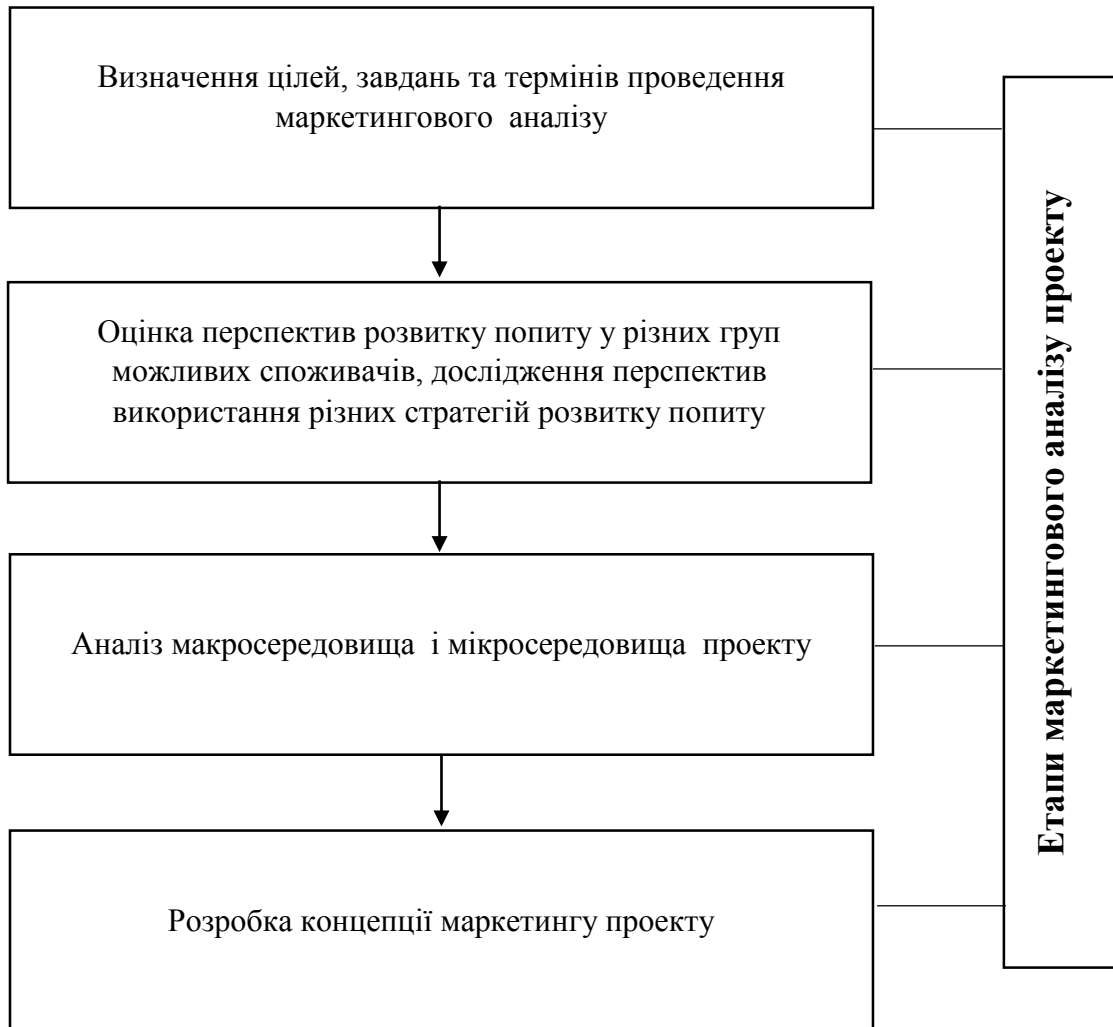 Визначення цілей, завдань та термінів проведення
маркетингового аналізу
Оцінка перспектив розвитку попиту у різних груп
можливих споживачів, дослідження перспектив
використання різних стратегій розвитку попиту
Аналіз макросередовища і мікросередовища проекту
Розробка концепції маркетингу проекту
Етапи маркетингового аналізу проекту